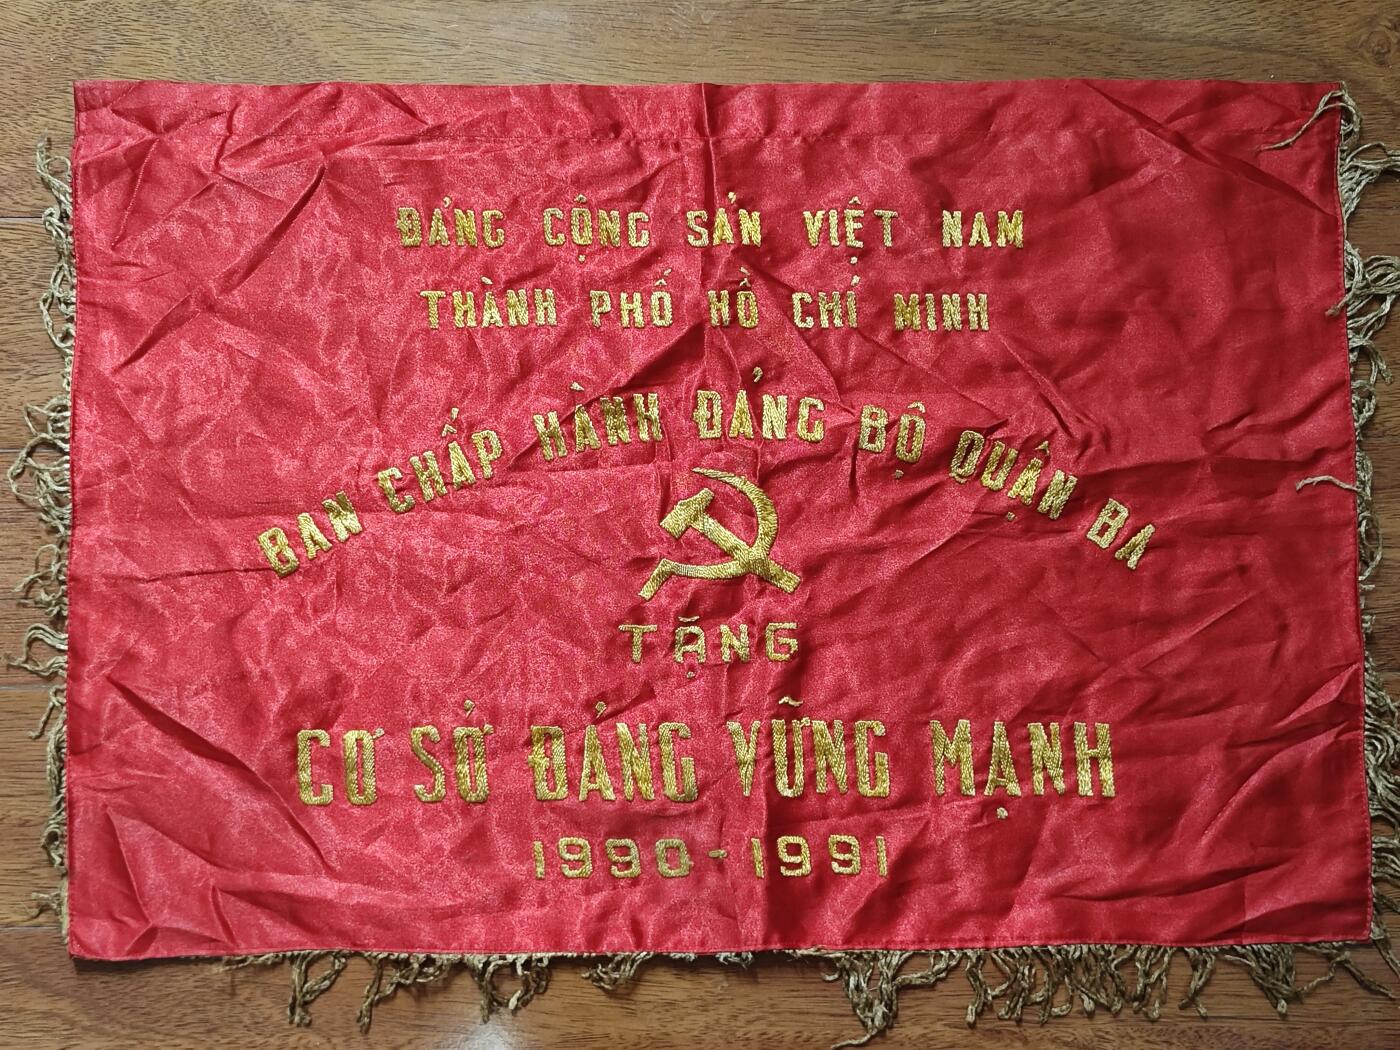 ĐẢNG CỘNG SẢN VIỆT NAM
THÀNH PHỐ HỒ CHÍ MINH
BAN CHẤP HÀNH ĐẢNG BỘ QUẬN BA
TẶNG
CƠ SỞ ĐẢNG VỮNG MẠNH
1990-1991